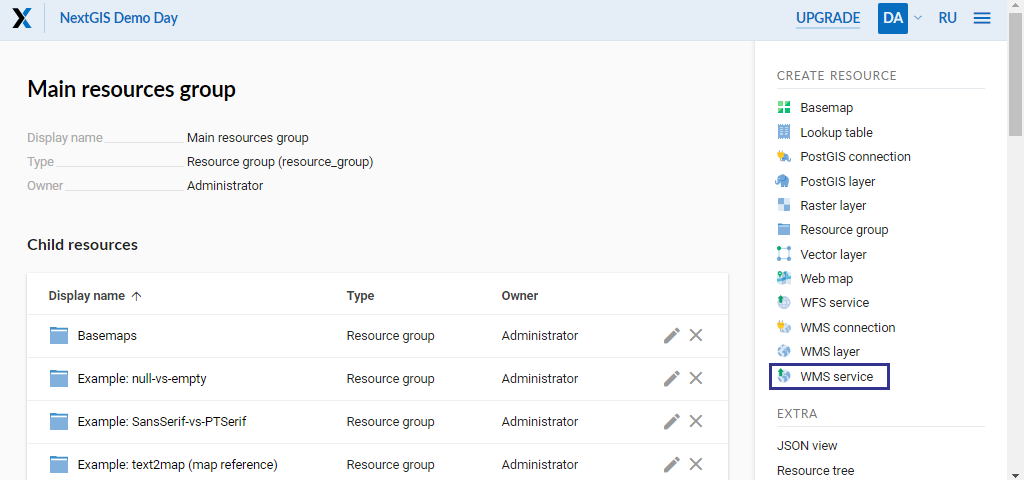 NextGIS Demo Day
UPGRADE
DA
RU
Main resources group
Display name Main resources group
Type Resource group (resource_group)
Owner Administrator
Child resources
Display name Type Owner
Basemaps Resource group Administrator
Example: null-vs-empty Resource group Administrator
Example: SansSerif-vs-PTSerif Resource group Administrator
Example: text2map (map reference) Resource group Administrator
CREATE RESOURCE
Basemap
Lookup table
PostGIS connection
PostGIS layer
Raster layer
Resource group
Vector layer
Web map
WFS service
WMS connection
WMS layer
WMS service
EXTRA
JSON view
Resource tree